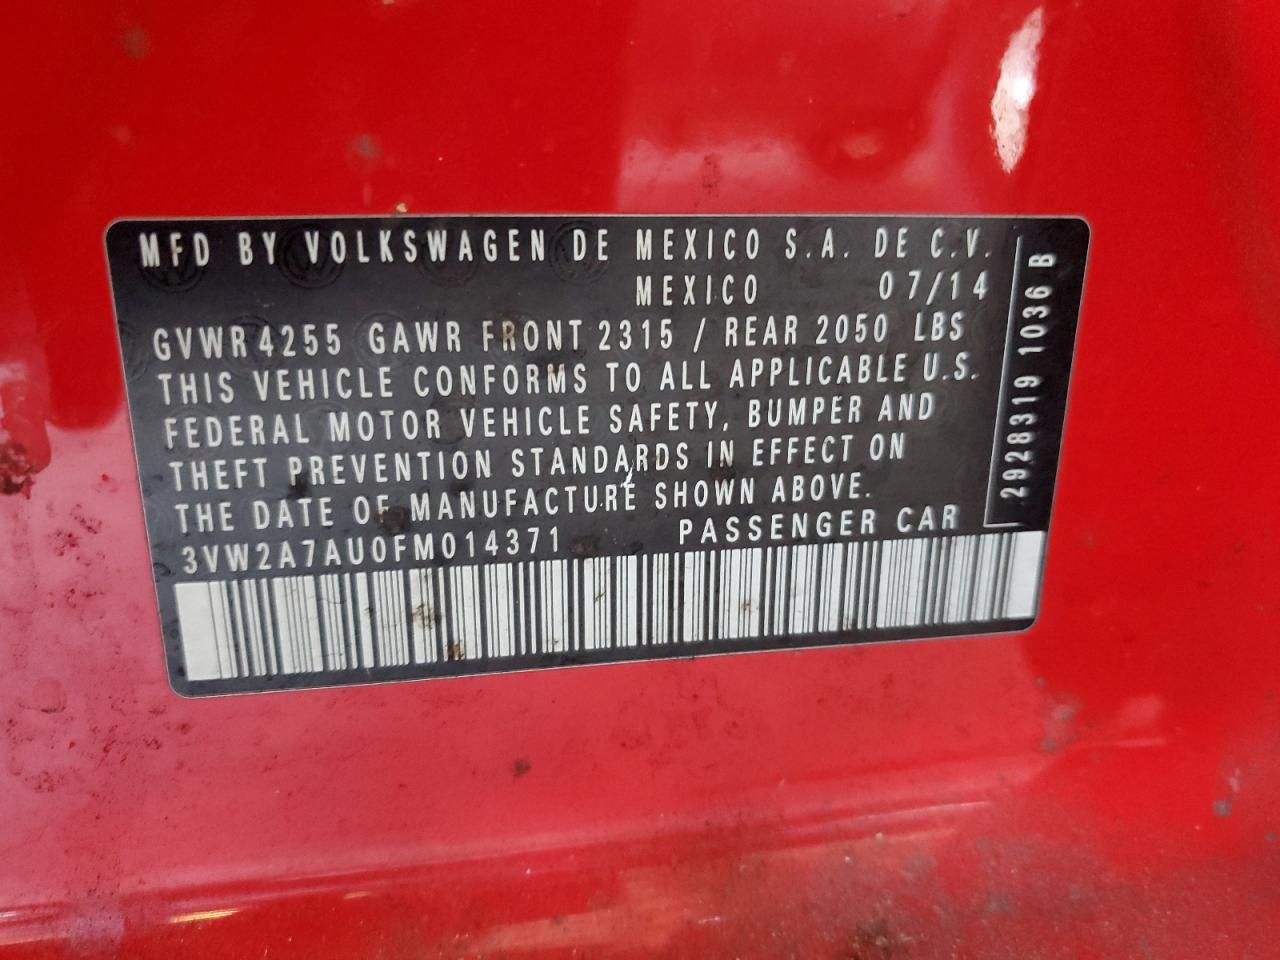 MFD BY VOLKSWAGEN DE MEXICO S.A. DE C.V.
MEXICO 07/14
GVWR 4255 GAWR FRONT 2315 / REAR 2050 LBS
THIS VEHICLE CONFORMS TO ALL APPLICABLE U.S.
FEDERAL MOTOR VEHICLE SAFETY, BUMPER AND
THEFT PREVENTION STANDARDS IN EFFECT ON
THE DATE OF MANUFACTURE SHOWN ABOVE.
3VW2A7AU0FM014371 PASSENGER CAR
2928319 1036 B